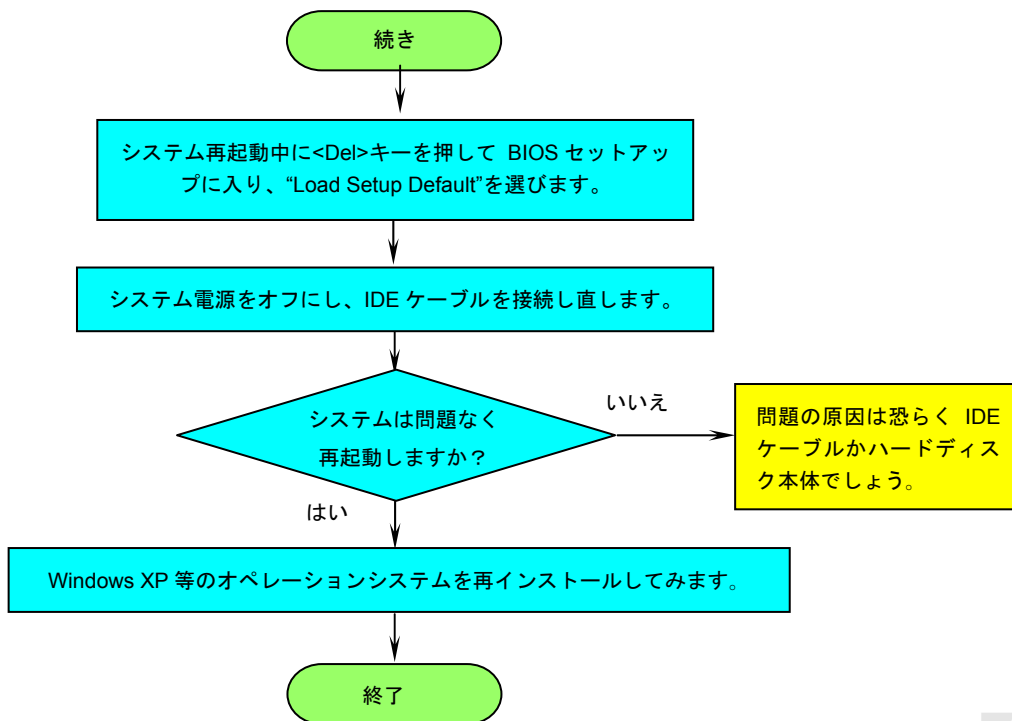 続き
システム再起動中に<Del>キーを押して BIOS セットアッ
プに入り、“Load Setup Default”を選びます。
システム電源をオフにし、IDE ケーブルを接続し直します。
システムは問題なく
再起動しますか？
いいえ
問題の原因は恐らく IDE
ケーブルかハードディス
ク本体でしょう。
はい
Windows XP 等のオペレーションシステムを再インストールしてみます。
終了